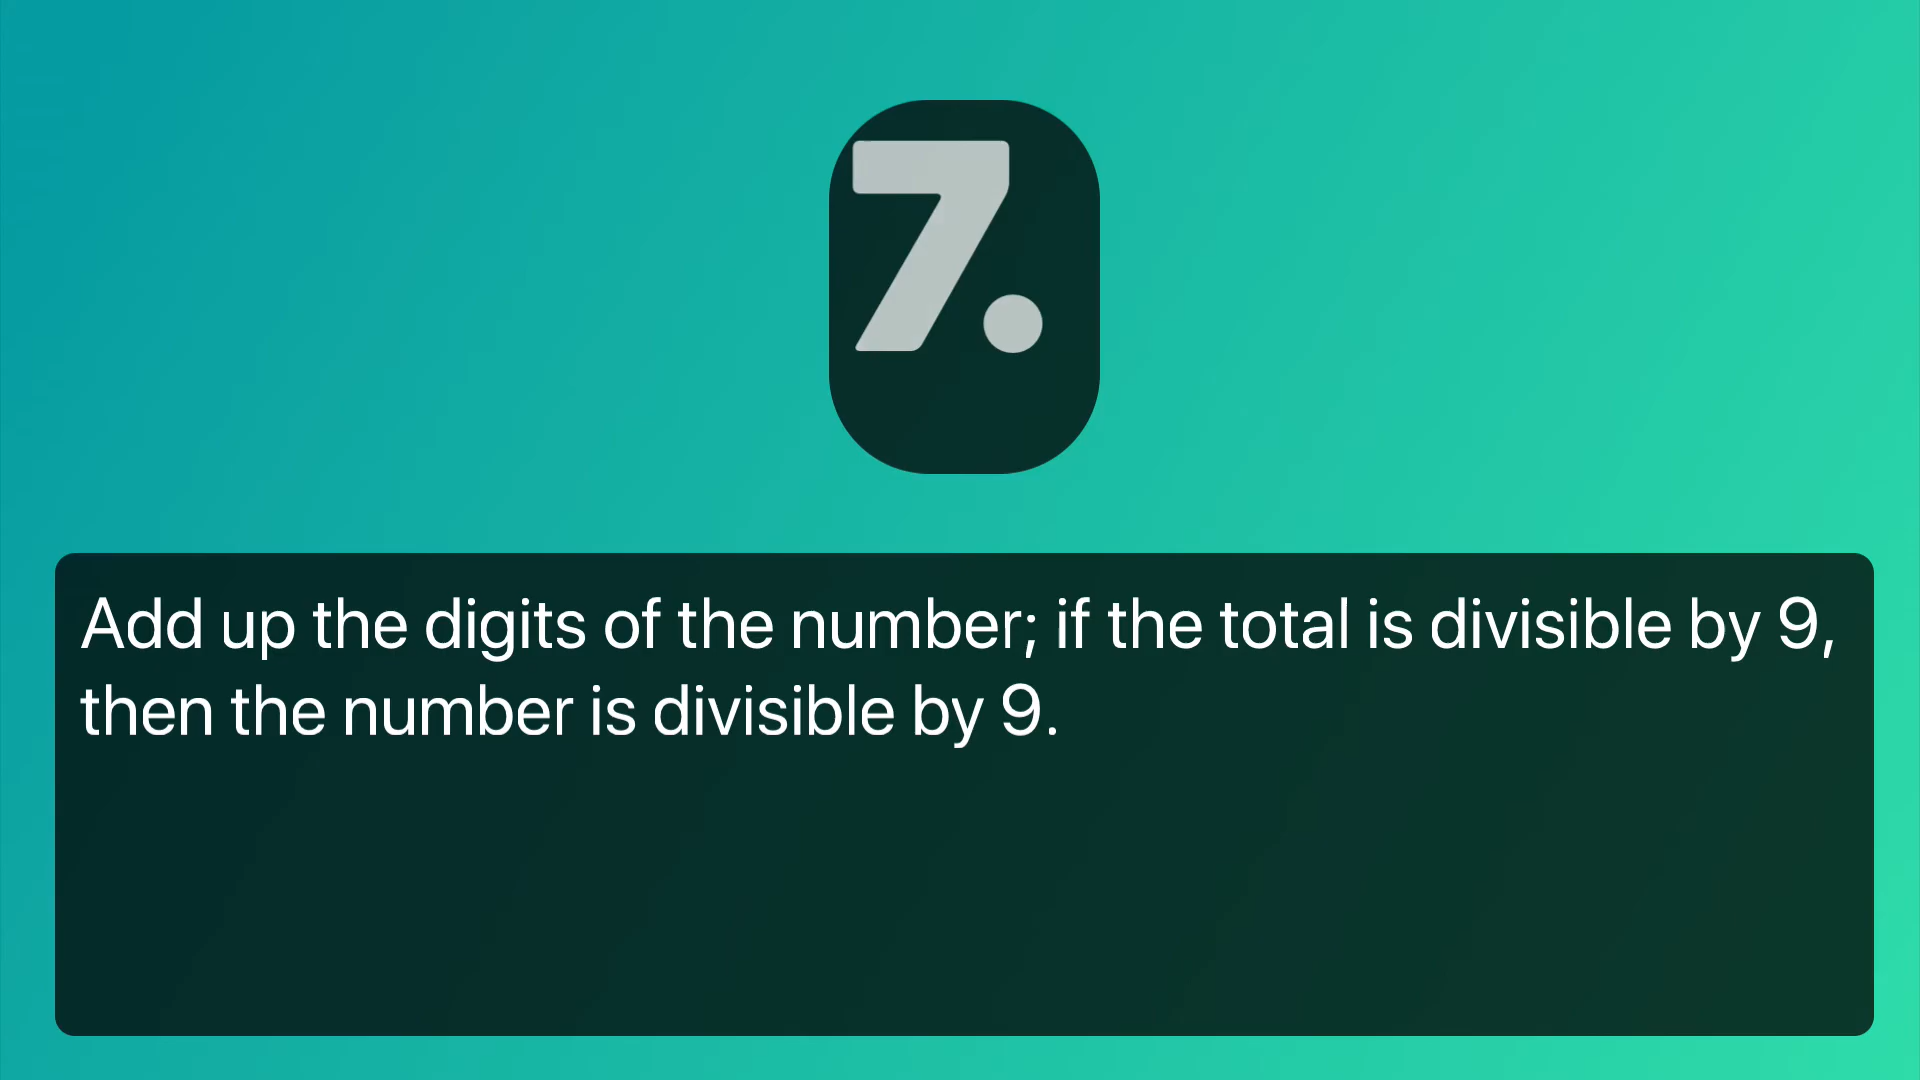 7.
Add up the digits of the number; if the total is divisible by 9,
then the number is divisible by 9.